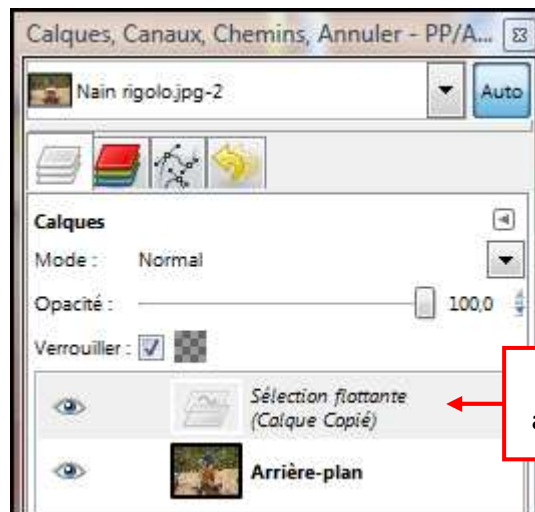 Calques, Canaux, Chemins, Annuler - PP/A...
Nain rigolo.jpg-2
Auto
Calques
Mode : Normal
Opacité : 100,0
Verrouiller :
Sélection flottante
(Calque Copié)
a
Arrière-plan